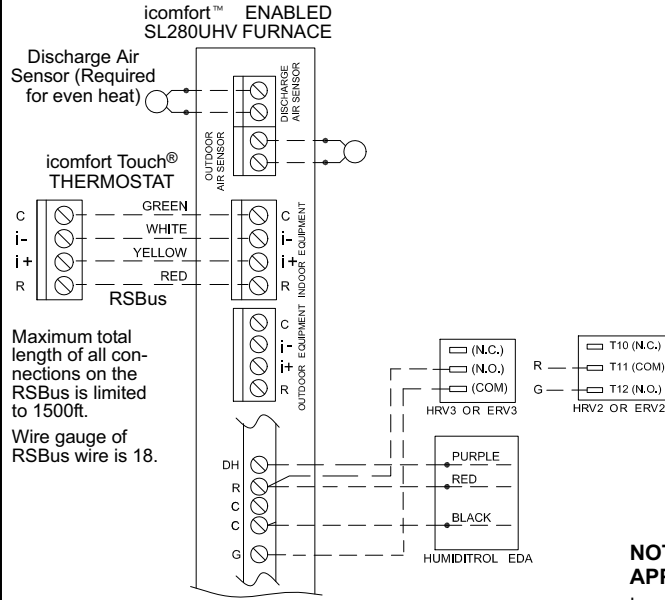 icomfort™ ENABLED
SL280UHV FURNACE
Discharge Air
Sensor (Required
for even heat)
DISCHARGE
AIR SENSOR
OUTDOOR
AIR SENSOR
icomfort Touch®
THERMOSTAT
C
i-
i+
R
GREEN
WHITE
YELLOW
RED
RSBus
C
i-
i+
R
INDOOR EQUIPMENT
C
i-
i+
R
OUTDOOR EQUIPMENT
Maximum total
length of all con-
nections on the
RSBus is limited
to 1500ft.
Wire gauge of
RSBus wire is 18.
DH
R
C
C
G
(N.C.)
(N.O.)
(COM)
HRV3 OR ERV3
R
G
T10 (N.C.)
T11 (COM)
T12 (N.O.)
HRV2 OR ERV2
PURPLE
RED
BLACK
HUMIDITROL EDA
NOT
APP